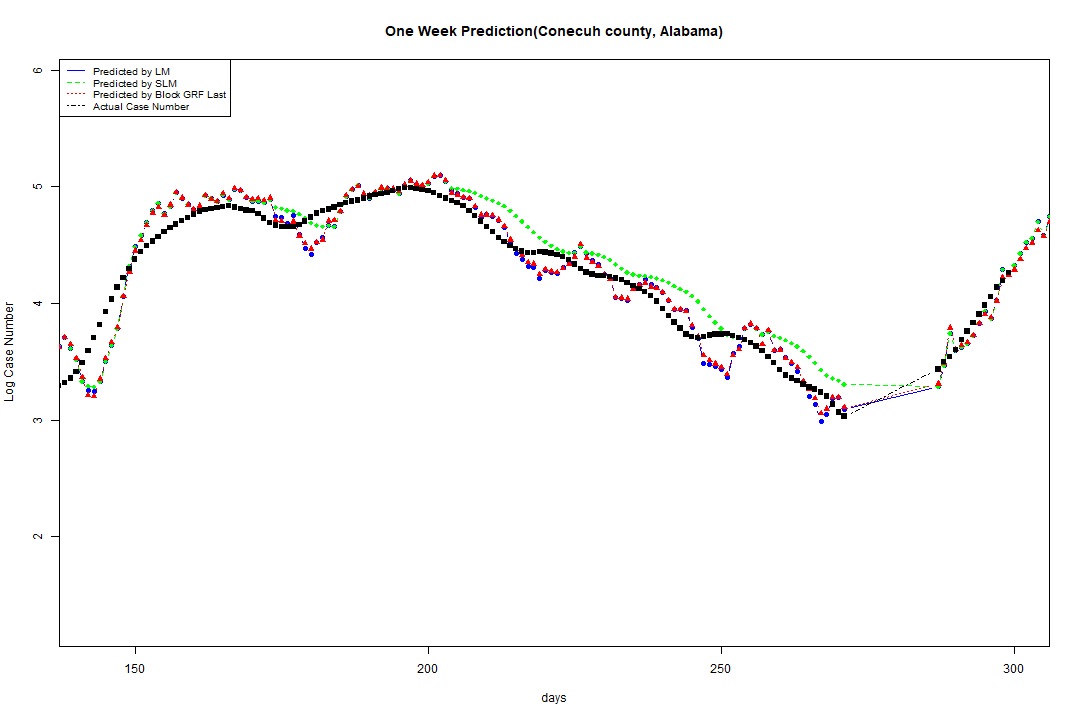 One Week Prediction(Conecuh county, Alabama)
Predicted by LM
Predicted by SLM
Predicted by Block GRF Last
Actual Case Number
6
5
4
3
2
Log Case Number
150
200
250
300
days